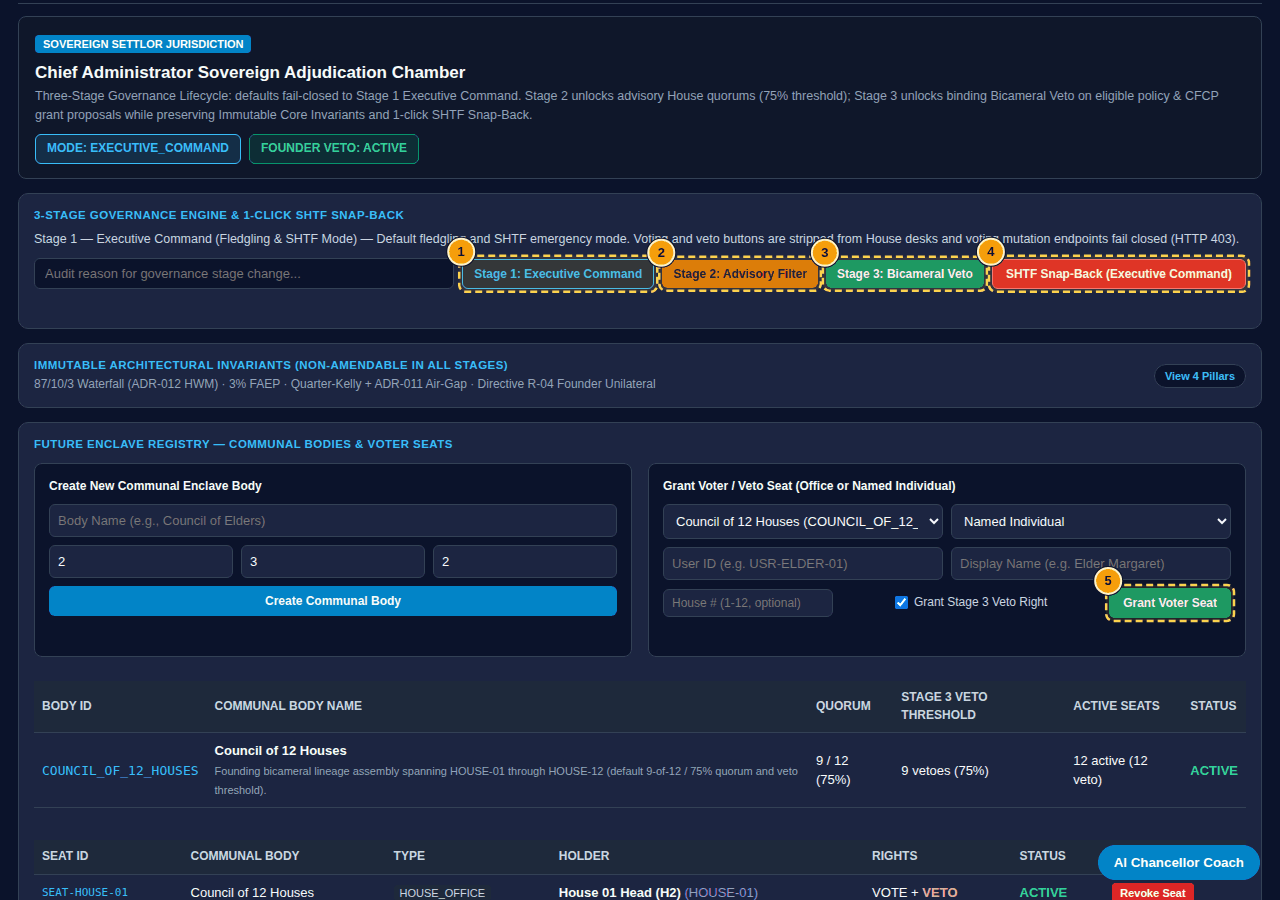 SOVEREIGN SETTLOR JURISDICTION
Chief Administrator Sovereign Adjudication Chamber
Three-Stage Governance Lifecycle: defaults fail-closed to Stage 1 Executive Command. Stage 2 unlocks advisory House quorums (75% threshold); Stage 3 unlocks binding Bicameral Veto on eligible policy & CFCP
grant proposals while preserving Immutable Core Invariants and 1-click SHTF Snap-Back.
MODE: EXECUTIVE_COMMAND FOUNDER VETO: ACTIVE
3-STAGE GOVERNANCE ENGINE & 1-CLICK SHTF SNAP-BACK
Stage 1 — Executive Command (Fledgling & SHTF Mode) — Default fledgling and SHTF emergency mode. Voting and veto buttons are stripped from House desks and voting mutation endpoints fail closed (HTTP 403).
1 2 3 4
Audit reason for governance stage change... Stage 1: Executive Command Stage 2: Advisory Filter Stage 3: Bicameral Veto SHTF Snap-Back (Executive Command)
IMMUTABLE ARCHITECTURAL INVARIANTS (NON-AMENDABLE IN ALL STAGES)
87/10/3 Waterfall (ADR-012 HWM) · 3% FAEP · Quarter-Kelly + ADR-011 Air-Gap · Directive R-04 Founder Unilateral
View 4 Pillars
FUTURE ENCLAVE REGISTRY — COMMUNAL BODIES & VOTER SEATS
Create New Communal Enclave Body
Body Name (e.g., Council of Elders)
2 3 2
Create Communal Body
Grant Voter / Veto Seat (Office or Named Individual)
Council of 12 Houses (COUNCIL_OF_12_ Named Individual
User ID (e.g. USR-ELDER-01) Display Name (e.g. Elder Margaret)
5
House # (1-12, optional) Grant Stage 3 Veto Right Grant Voter Seat
BODY ID COMMUNAL BODY NAME QUORUM STAGE 3 VETO THRESHOLD ACTIVE SEATS STATUS
COUNCIL_OF_12_HOUSES
Council of 12 Houses
Founding bicameral lineage assembly spanning HOUSE-01 through HOUSE-12 (default 9-of-12 / 75% quorum and veto
threshold).
9 / 12
(75%)
9 vetoes (75%)
12 active (12
veto)
ACTIVE
SEAT ID COMMUNAL BODY TYPE HOLDER RIGHTS STATUS
AI Chancellor Coach
SEAT-HOUSE-01 Council of 12 Houses HOUSE_OFFICE House 01 Head (H2) (HOUSE-01) VOTE + VETO ACTIVE Revoke Seat